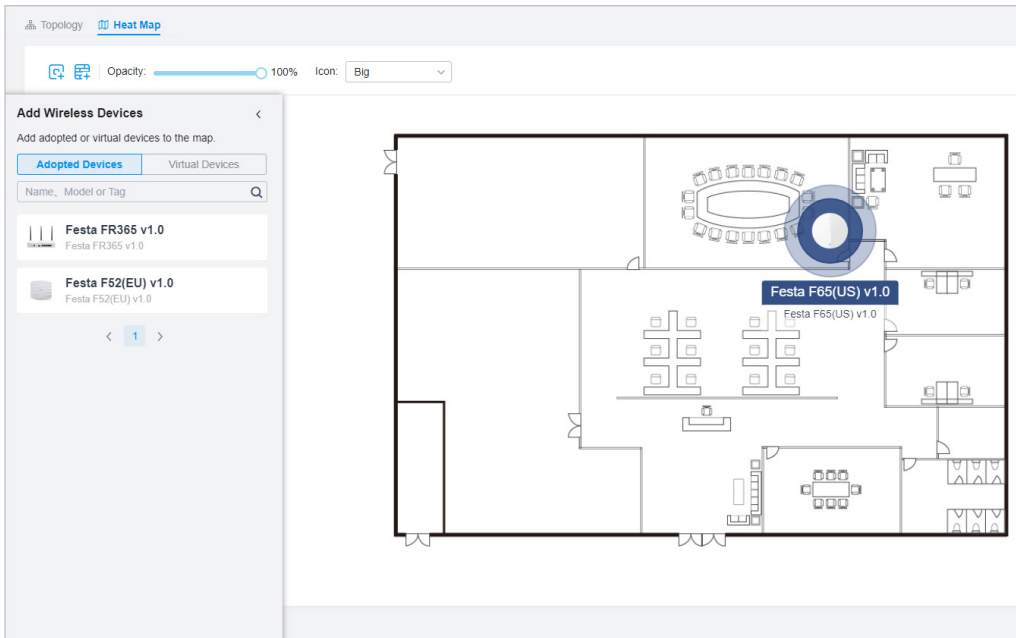 Topology Heat Map
Opacity: 100% Icon: Big
Add Wireless Devices
Add adopted or virtual devices to the map.
Adopted Devices Virtual Devices
Name、Model or Tag
Festa FR365 v1.0
Festa FR365 v1.0
Festa F52(EU) v1.0
Festa F52(EU) v1.0
1
Festa F65(US) v1.0
Festa F65(US) v1.0